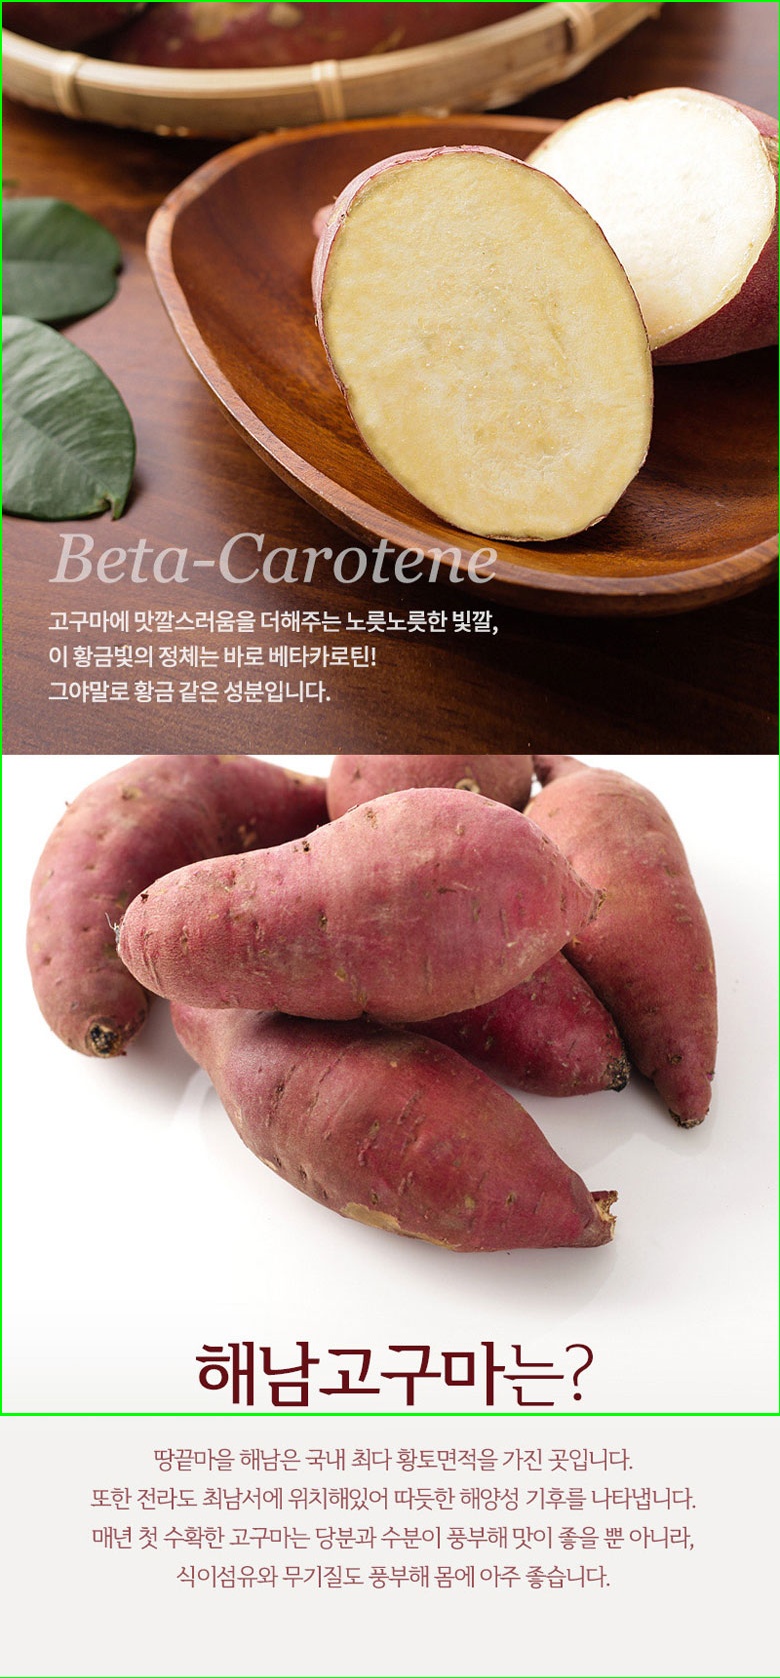 Beta-Carotene
고구마에 맛깔스러움을 더해주는 노릇노릇한 빛깔,
이 황금빛의 정체는 바로 베타카로틴!
그야말로 황금 같은 성분입니다.
해남고구마는?
땅끝마을 해남은 국내 최다 황토면적을 가진 곳입니다.
또한 전라도 최남서에 위치해있어 따듯한 해양성 기후를 나타냅니다.
매년 첫 수확한 고구마는 당분과 수분이 풍부해 맛이 좋을 뿐 아니라,
식이섬유와 무기질도 풍부해 몸에 아주 좋습니다.